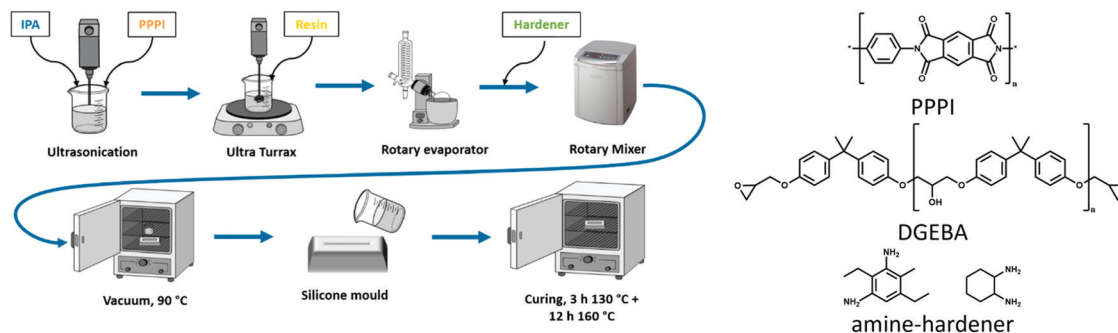 IPA
PPPI
Resin
Hardener
Ultrasonication
Ultra Turrax
Rotary evaporator
Rotary Mixer
Vacuum, 90 °C
Silicone mould
Curing, 3 h 130 °C +
12 h 160 °C
O
O
*
N
N
*
O
O
n
PPPI
O
O
O
O
OH
O
O
n
DGEBA
NH₂
NH₂
NH₂
NH₂
amine-hardener